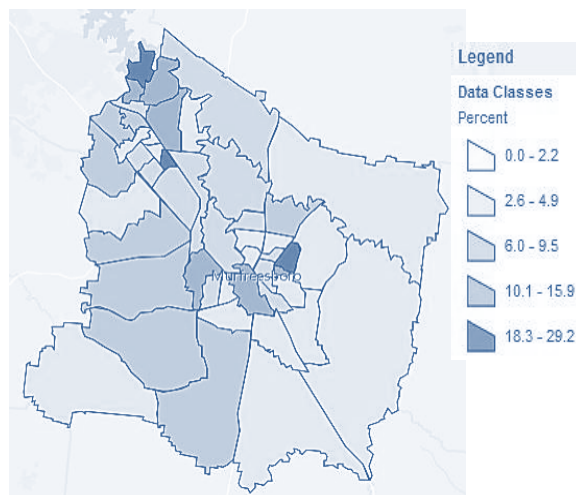 Legend
Data Classes
Percent
0.0 - 2.2
2.6 - 4.9
6.0 - 9.5
10.1 - 15.9
18.3 - 29.2
Murfreesboro